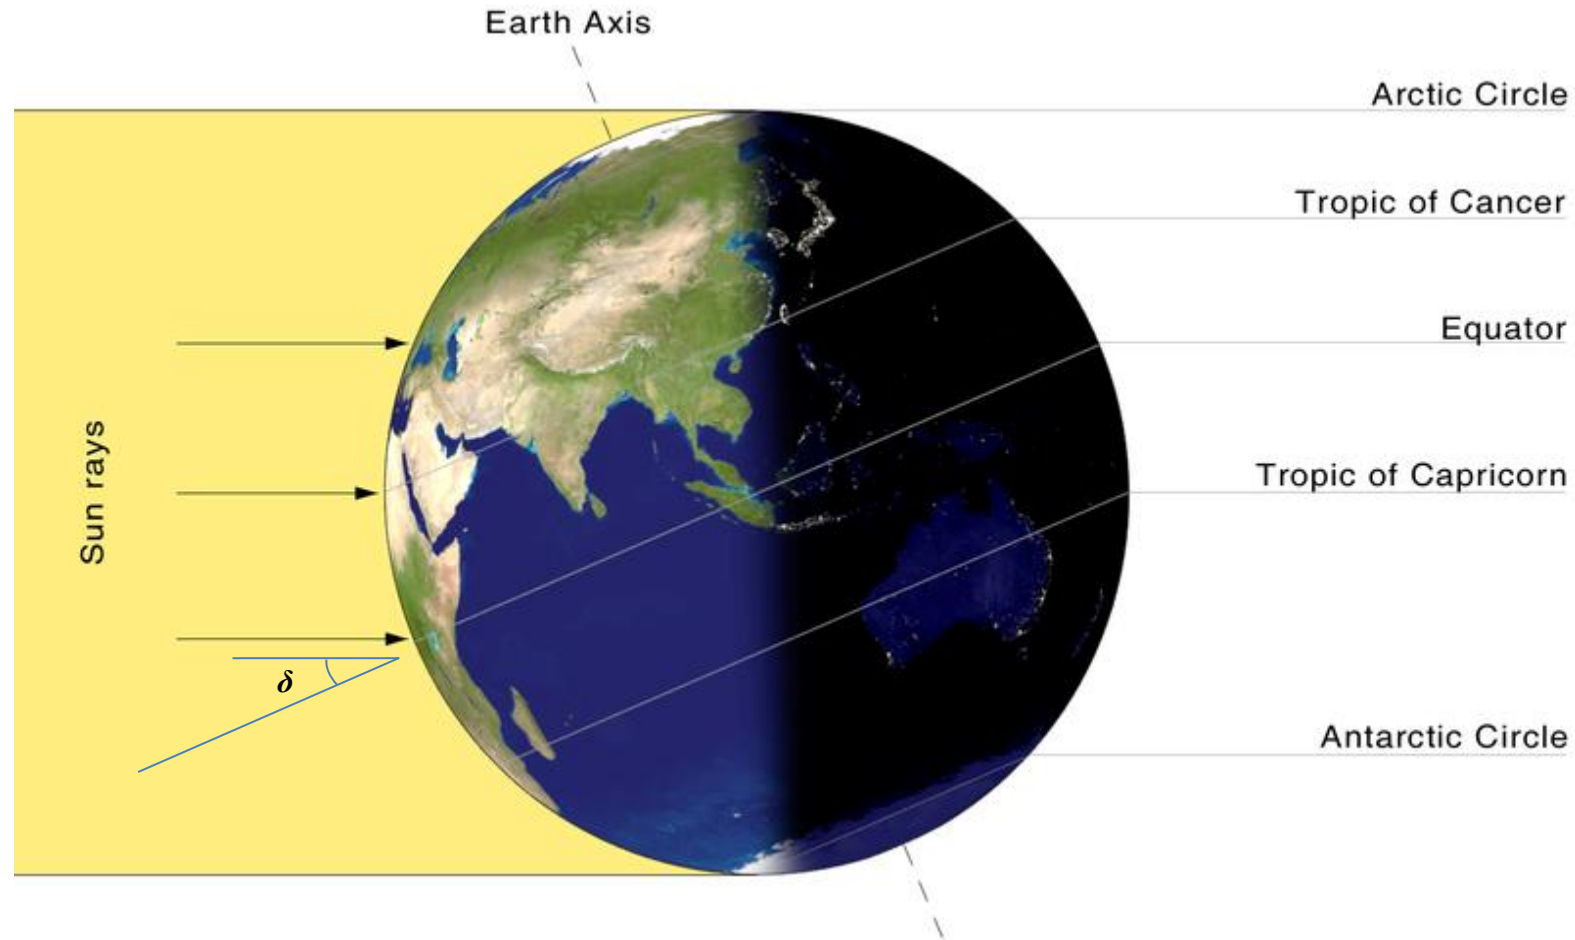 Earth Axis
Arctic Circle
Tropic of Cancer
Equator
Tropic of Capricorn
Antarctic Circle
Sun rays
δ